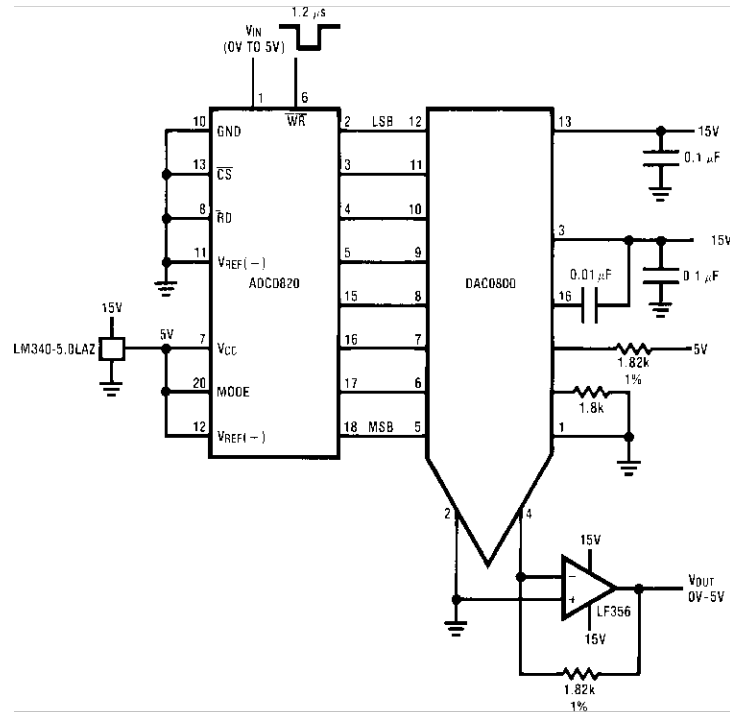 1.2 µs
VIN
(0V TO 5V)
1
6
WR
10
GND
2
LSB
12
13
15V
0.1 µF
13
CS
3
11
8
RD
4
10
11
VREF(−)
5
9
3
15V
ADC0820
DAC0800
0.01 µF
16
0.1 µF
15
8
15V
LM340-5.0LAZ
5V
7
VCC
16
7
5V
1.82k
1%
20
MODE
17
6
1.8k
12
VREF(−)
18
MSB
5
1
2
4
15V
−
+
LF356
VOUT
0V–5V
15V
1.82k
1%